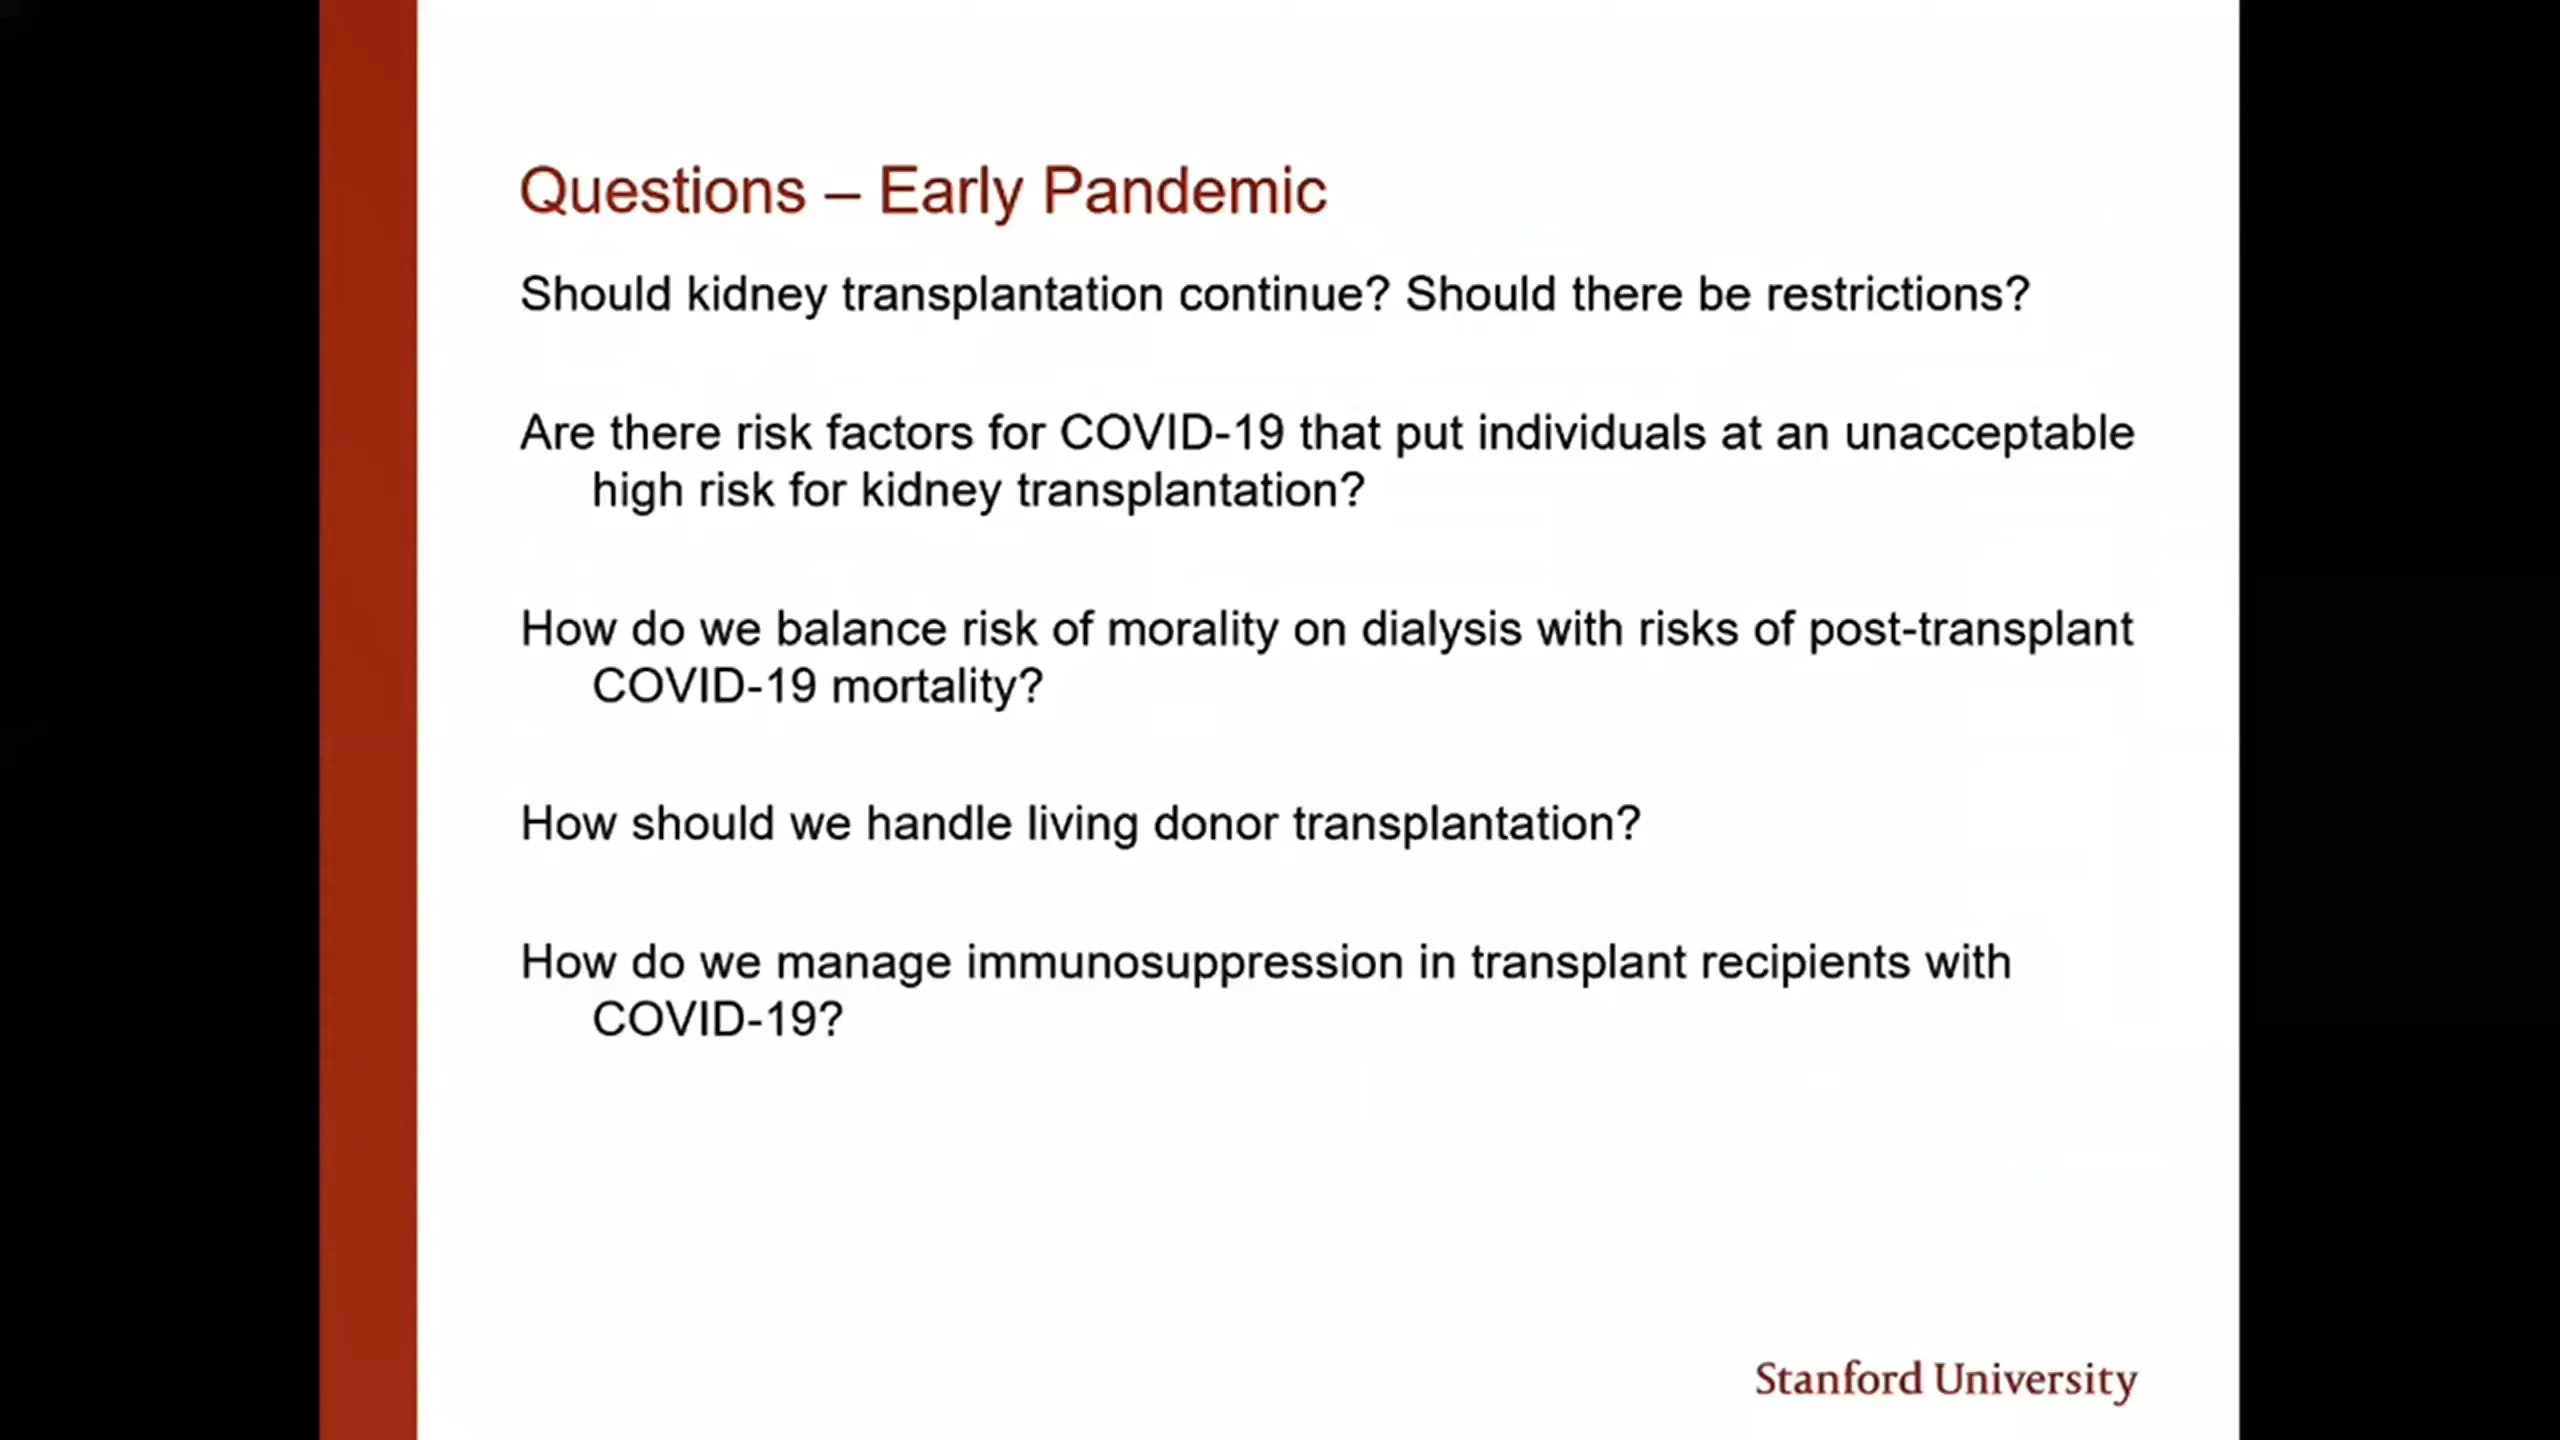 Questions – Early Pandemic
Should kidney transplantation continue? Should there be restrictions?
Are there risk factors for COVID-19 that put individuals at an unacceptable
high risk for kidney transplantation?
How do we balance risk of morality on dialysis with risks of post-transplant
COVID-19 mortality?
How should we handle living donor transplantation?
How do we manage immunosuppression in transplant recipients with
COVID-19?
Stanford University